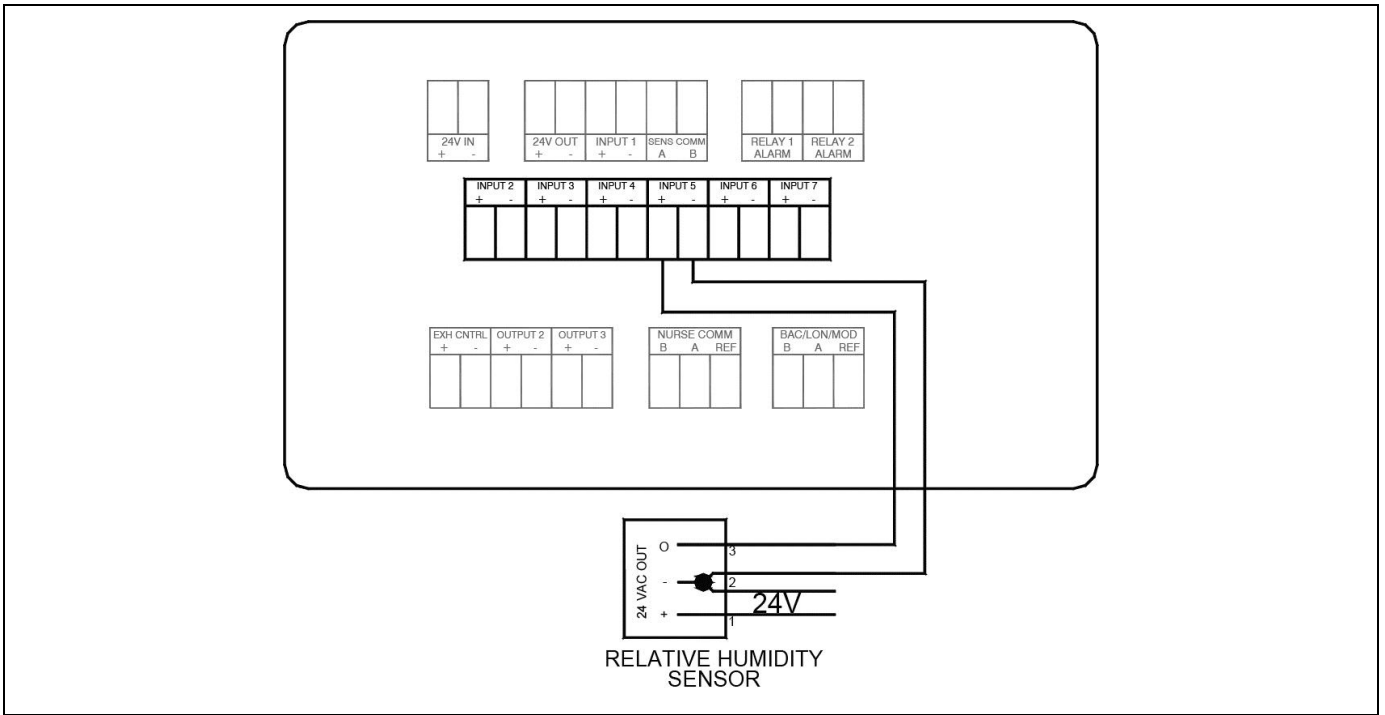 24V IN
+ -
24V OUT INPUT 1 SENS COMM
+ - + - A B
RELAY 1 RELAY 2
ALARM ALARM
INPUT 2 INPUT 3 INPUT 4 INPUT 5 INPUT 6 INPUT 7
+ - + - + - + - + - + -
EXH CNTRL OUTPUT 2 OUTPUT 3
+ - + - + -
NURSE COMM
B A REF
BAC/LON/MOD
B A REF
24 VAC OUT
O 3
- 2
24V
+ 1
RELATIVE HUMIDITY
SENSOR